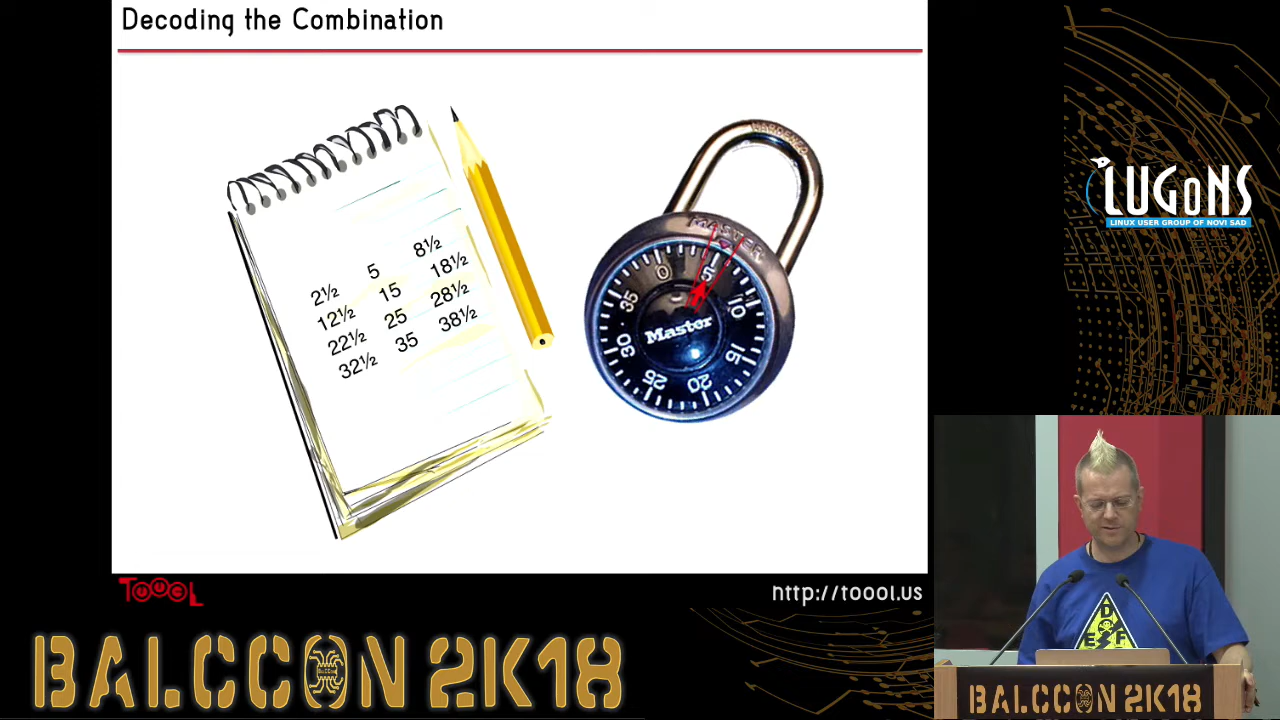 Decoding the Combination
2½ 5 8½
12½ 15 18½
22½ 25 28½
32½ 35 38½
HARDENED
MASTER
0
5
10
15
20
25
30
35
Master
TOOOL
http://toool.us
BALCCON 2K18
LUGoNS
LINUX USER GROUP OF NOVI SAD
D
E F
BALCCON 2K18